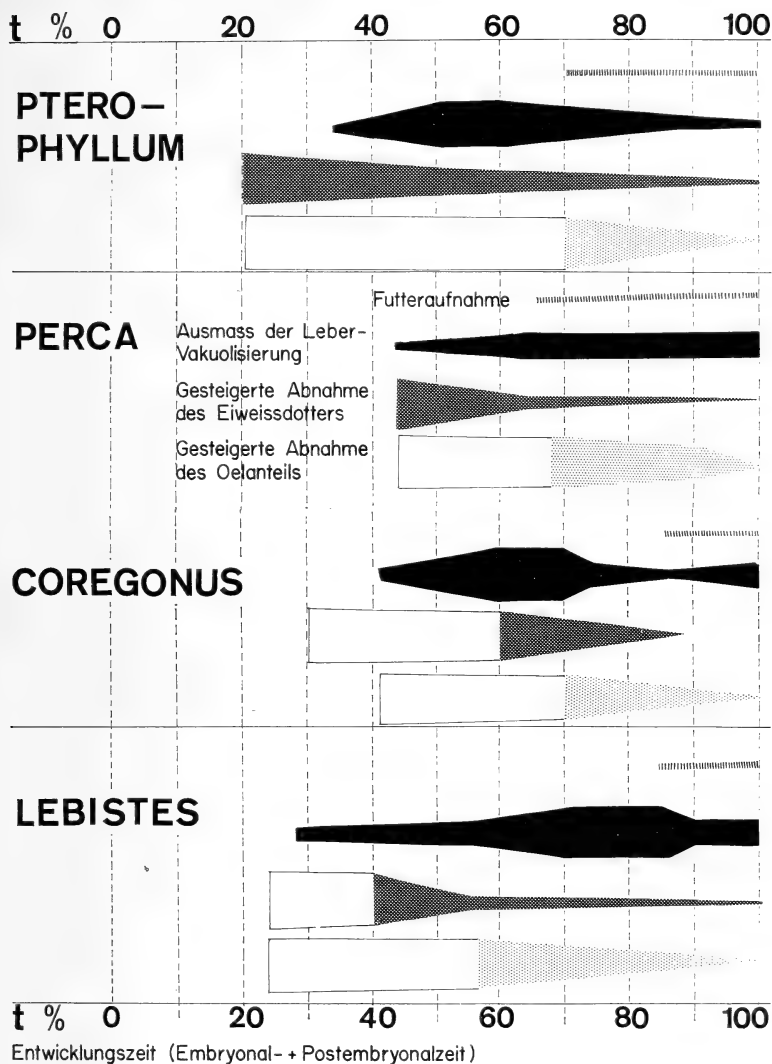 t % 0 20 40 60 80 100
PTERO-
PHYLLUM
Futteraufnahme
PERCA
Ausmass der Leber-
Vakuolisierung
Gesteigerte Abnahme
des Eiweissdotters
Gesteigerte Abnahme
des Oelanteils
COREGONUS
LEBISTES
t % 0 20 40 60 80 100
Entwicklungszeit (Embryonal- + Postembryonalzeit)